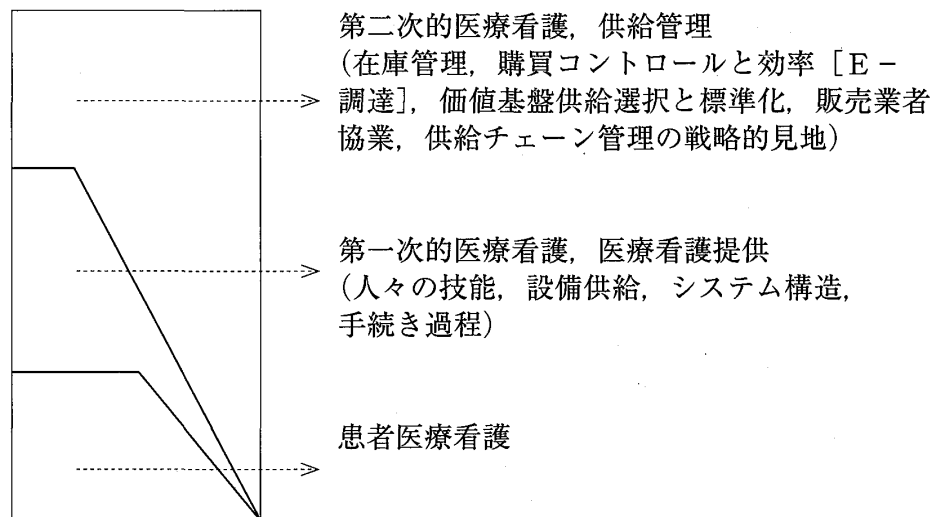 第二次的医療看護，供給管理
(在庫管理，購買コントロールと効率［E－
調達］，価値基盤供給選択と標準化，販売業者
協業，供給チェーン管理の戦略的見地)
第一次的医療看護，医療看護提供
(人々の技能，設備供給，システム構造，
手続き過程)
患者医療看護